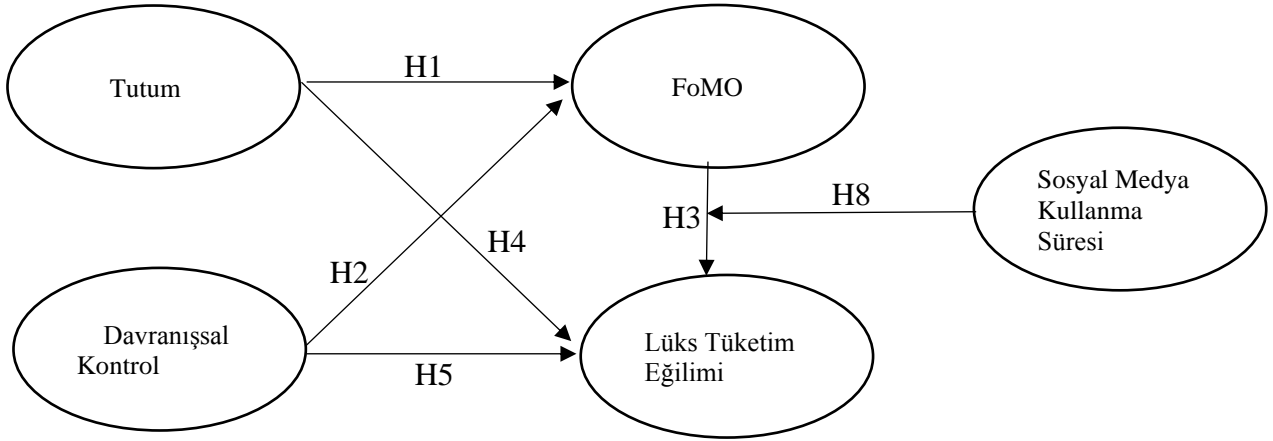 Tutum
H1
FoMO
Sosyal Medya
Kullanma
Süresi
H8
H3
H4
H2
Davranışsal
Kontrol
H5
Lüks Tüketim
Eğilimi